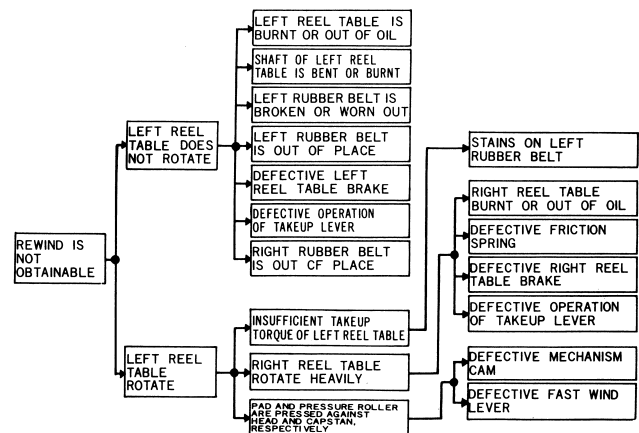 LEFT REEL TABLE IS
BURNT OR OUT OF OIL
SHAFT OF LEFT REEL
TABLE IS BENT OR BURNT
LEFT RUBBER BELT IS
BROKEN OR WORN OUT
LEFT REEL
TABLE DOES
NOT ROTATE
LEFT RUBBER BELT
IS OUT OF PLACE
STAINS ON LEFT
RUBBER BELT
DEFECTIVE LEFT
REEL TABLE BRAKE
RIGHT REEL TABLE
BURNT OR OUT OF OIL
DEFECTIVE OPERATION
OF TAKEUP LEVER
DEFECTIVE FRICTION
SPRING
REWIND IS
NOT
OBTAINABLE
RIGHT RUBBER BELT
IS OUT CF PLACE
DEFECTIVE RIGHT REEL
TABLE BRAKE
INSUFFICIENT TAKEUP
TORQUE OF LEFT REEL TABLE
DEFECTIVE OPERATION
OF TAKEUP LEVER
LEFT REEL
TABLE
ROTATE
RIGHT REEL TABLE
ROTATE HEAVILY
DEFECTIVE MECHANISM
CAM
PAD AND PRESSURE ROLLER
ARE PRESSED AGAINST
HEAD AND CAPSTAN,
RESPECTIVELY
DEFECTIVE FAST WIND
LEVER